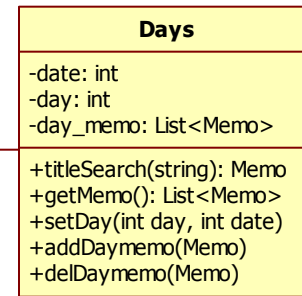 Days
-date: int
-day: int
-day_memo: List<Memo>
+titleSearch(string): Memo
+getMemo(): List<Memo>
+setDay(int day, int date)
+addDaymemo(Memo)
+delDaymemo(Memo)